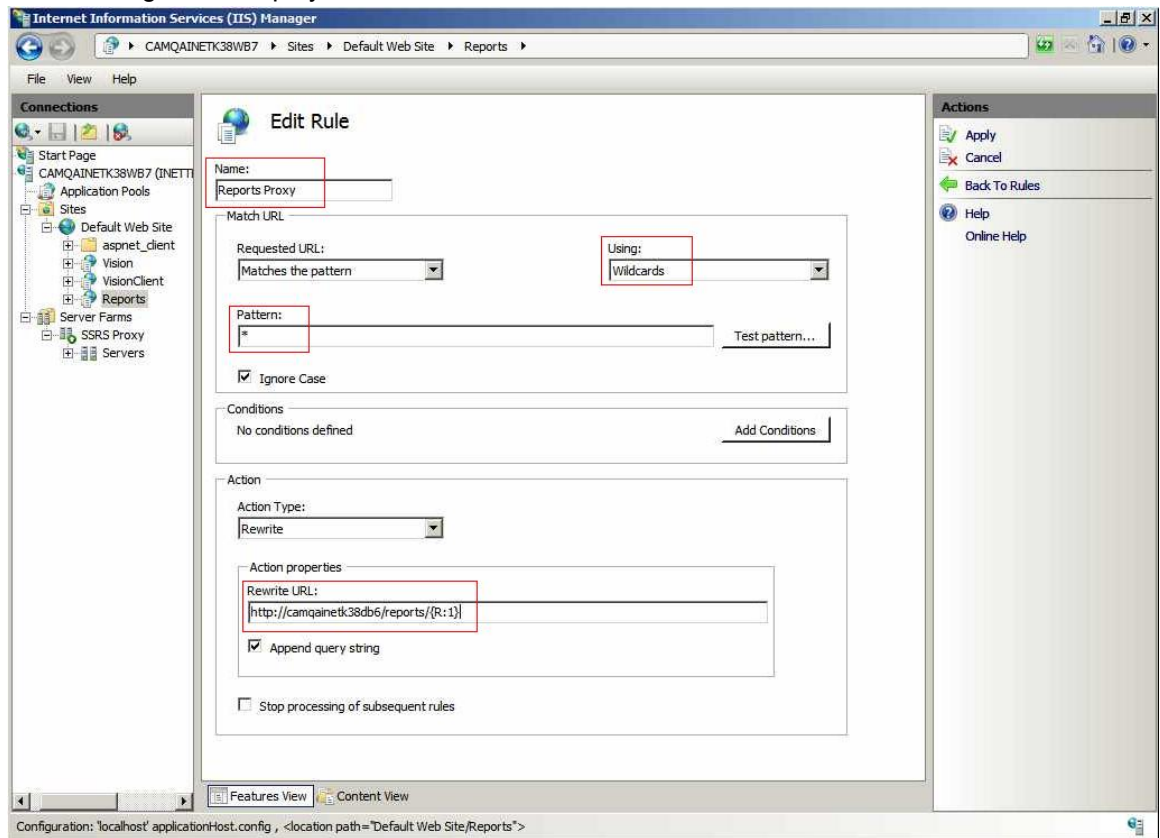 Internet Information Services (IIS) Manager
CAMQAINETK38WB7 Sites Default Web Site Reports
File View Help
Connections
Start Page
CAMQAINETK38WB7 (INETT
Application Pools
Sites
Default Web Site
aspnet_client
Vision
VisionClient
Reports
Server Farms
SSRS Proxy
Servers
Edit Rule
Name:
Reports Proxy
Match URL
Requested URL:
Using:
Matches the pattern
Wildcards
Pattern:
*
Test pattern...
Ignore Case
Conditions
No conditions defined
Add Conditions
Action
Action Type:
Rewrite
Action properties
Rewrite URL:
http://camqainetk38db6/reports/{R:1}
Append query string
Stop processing of subsequent rules
Features View Content View
Actions
Apply
Cancel
Back To Rules
Help
Online Help
Configuration: 'localhost' applicationHost.config , <location path="Default Web Site/Reports">